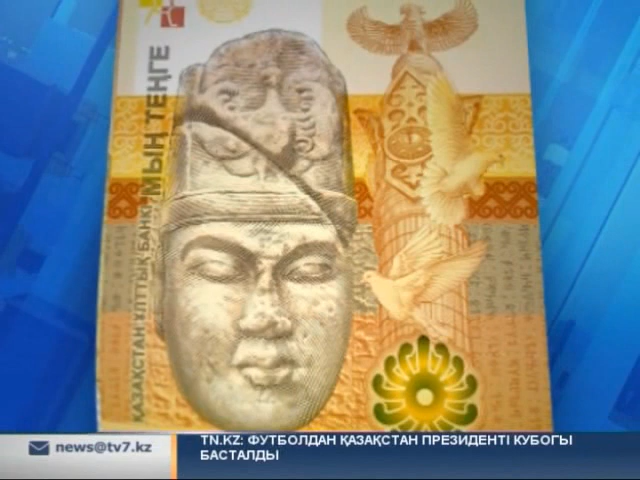 МЫҢ ТЕҢГЕ
ҚАЗАҚСТАН ҰЛТТЫҚ БАНКІ
news@tv7.kz
TN.KZ: ФУТБОЛДАН ҚАЗАҚСТАН ПРЕЗИДЕНТІ КУБОГЫ
БАСТАЛДЫ